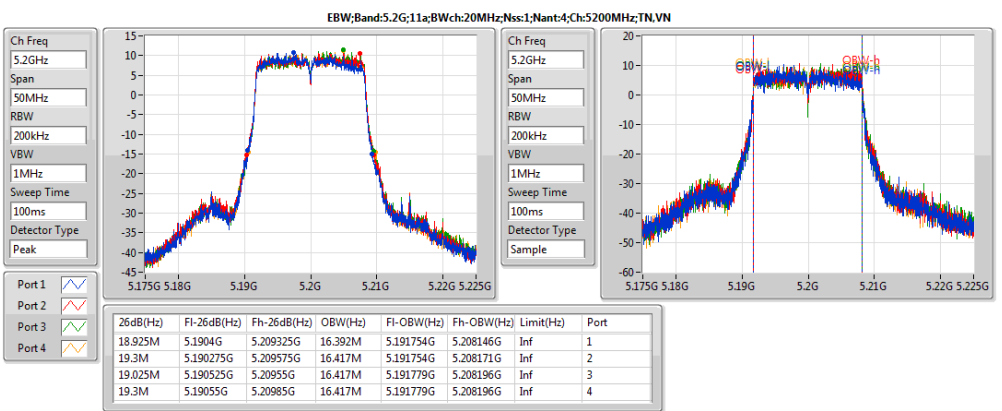 EBW;Band:5.2G;11a;BWch:20MHz;Nss:1;Nant:4;Ch:5200MHz;TN,VN
Ch Freq
5.2GHz
Span
50MHz
RBW
200kHz
VBW
1MHz
Sweep Time
100ms
Detector Type
Peak
15
10
5
0
-5
-10
-15
-20
-25
-30
-35
-40
-45
5.175G 5.18G 5.19G 5.2G 5.21G 5.22G 5.225G
Ch Freq
5.2GHz
Span
50MHz
RBW
200kHz
VBW
1MHz
Sweep Time
100ms
Detector Type
Sample
20
10
0
-10
-20
-30
-40
-50
-60
OBW-h
5.175G 5.18G 5.19G 5.2G 5.21G 5.22G 5.225G
Port 1
Port 2
Port 3
Port 4
26dB(Hz) Fl-26dB(Hz) Fh-26dB(Hz) OBW(Hz) Fl-OBW(Hz) Fh-OBW(Hz) Limit(Hz) Port
18.925M 5.1904G 5.209325G 16.392M 5.191754G 5.208146G Inf 1
19.3M 5.190275G 5.209575G 16.417M 5.191754G 5.208171G Inf 2
19.025M 5.190525G 5.20955G 16.417M 5.191779G 5.208196G Inf 3
19.3M 5.19055G 5.20985G 16.417M 5.191779G 5.208196G Inf 4